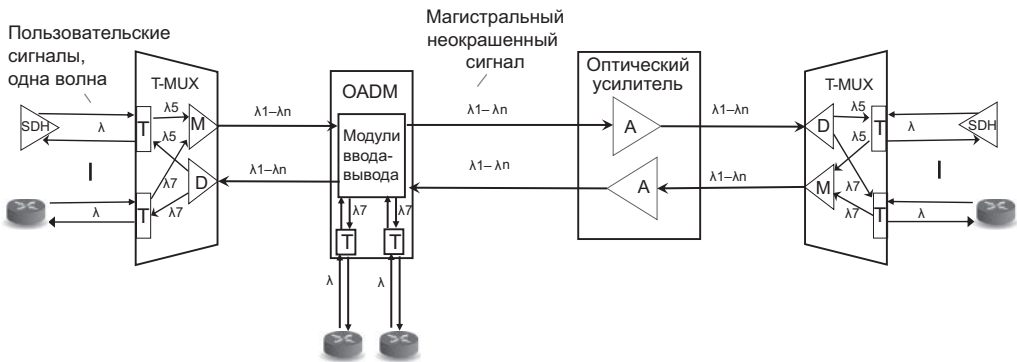 Пользовательские
сигналы,
одна волна
Магистральный
неокрашенный
сигнал
T-MUX
OADM
Оптический
усилитель
T-MUX
SDH
λ
T
λ5
λ5
M
λ1–λn
Модули
ввода-
вывода
λ1–λn
A
λ1–λn
D
λ5
λ5
T
λ
SDH
λ7
λ7
T
λ
D
λ1–λn
λ1–λn
A
λ1–λn
M
λ7
λ7
T
λ
λ7
λ7
T
T
λ
λ